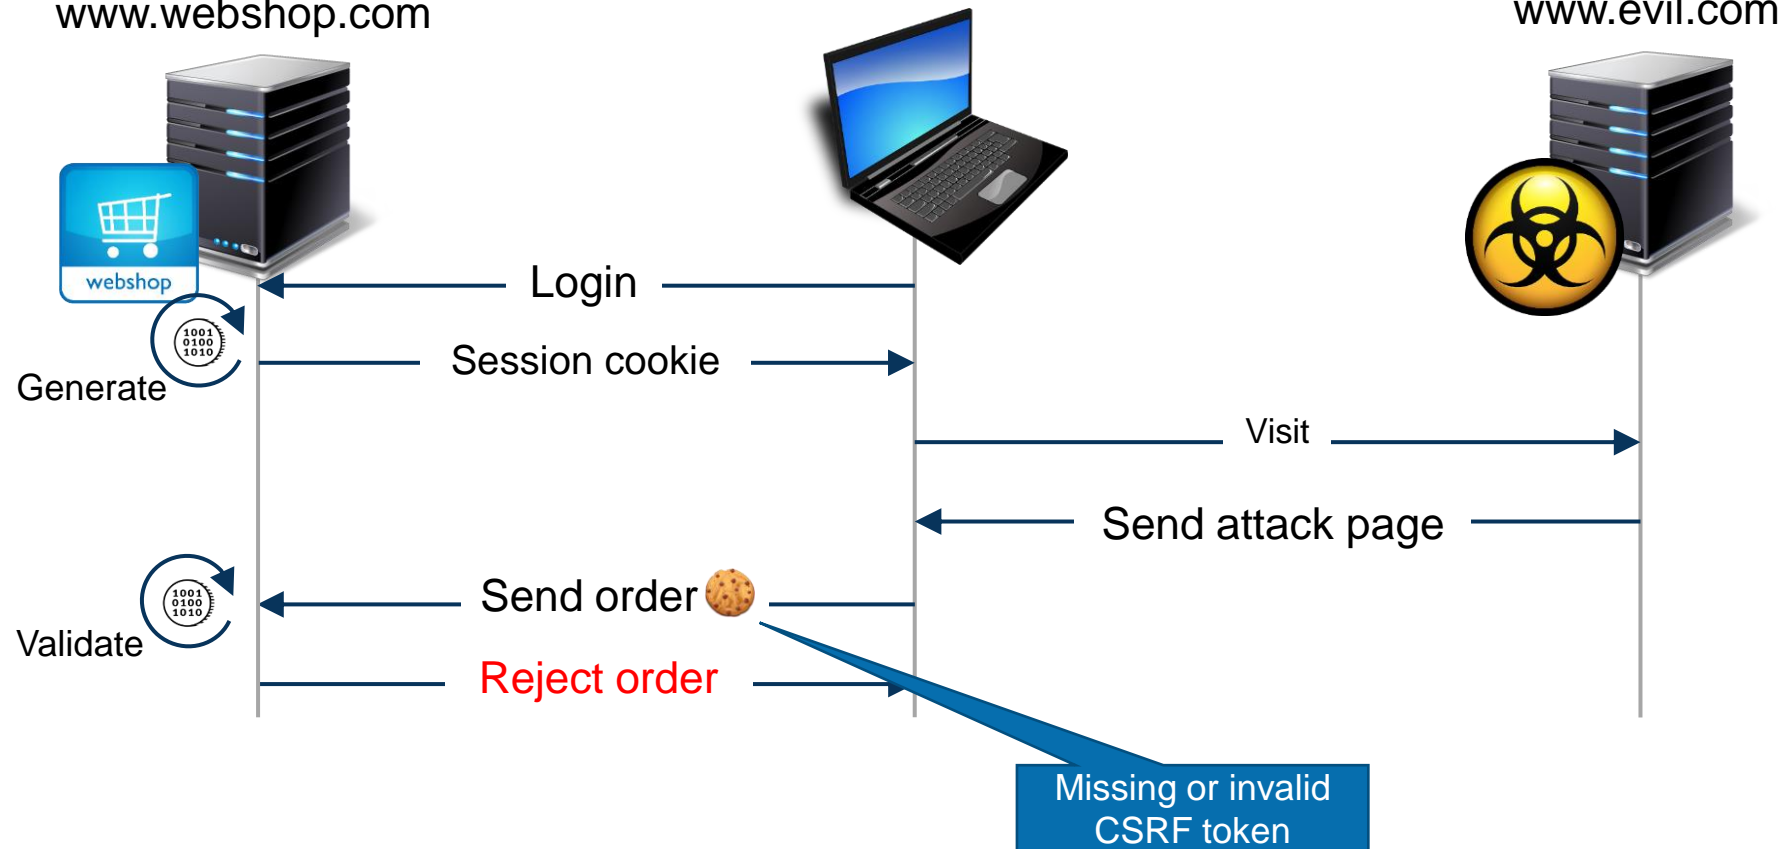 www.webshop.com
www.evil.com
webshop
Login
1001
0100
1010
Generate
Session cookie
Visit
Send attack page
1001
0100
1010
Validate
Send order
Reject order
Missing or invalid
CSRF token